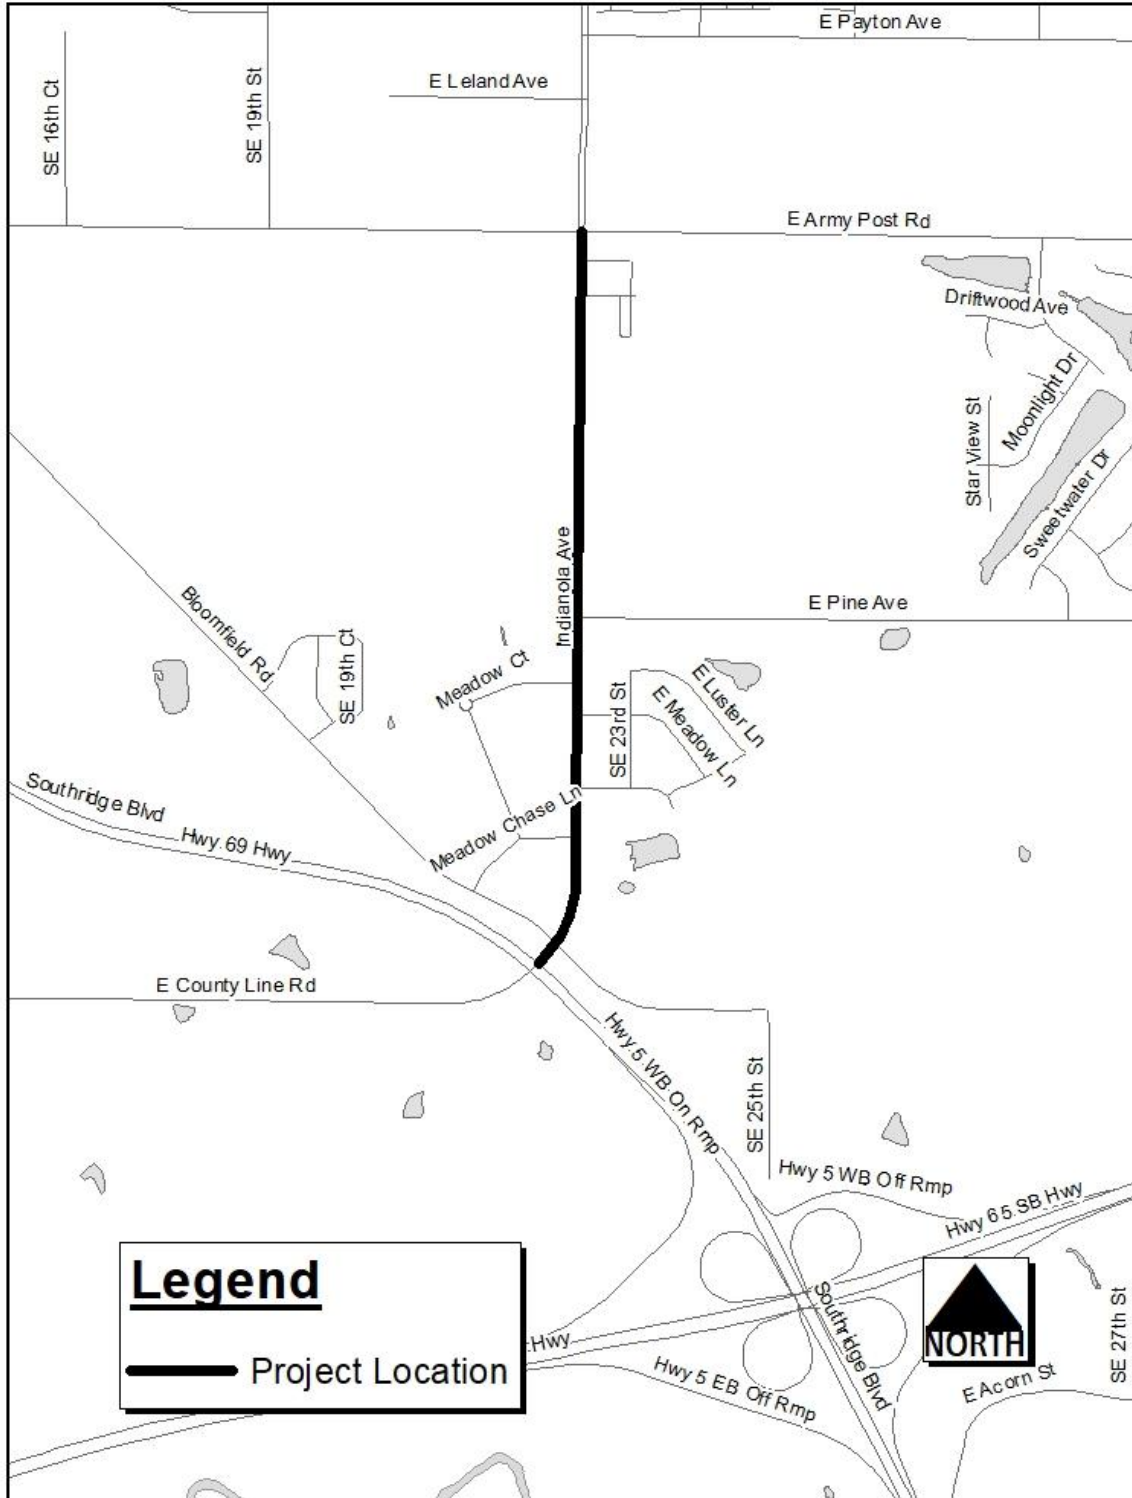 E Payton Ave
E Leland Ave
SE 16th Ct
SE 19th St
E Army Post Rd
Driftwood Ave
Moonlight Dr
Star View St
Sweetwater Dr
Indianola Ave
E Pine Ave
Bloomfield Rd
SE 19th Ct
Meadow Ct
E Luster Ln
E Meadow Ln
SE 23rd St
Southridge Blvd
Hwy 69 Hwy
Meadow Chase Ln
E County Line Rd
Hwy 5 WB On Rmp
SE 25th St
Hwy 5 WB Off Rmp
Hwy 65 SB Hwy
Legend
Project Location
Hwy
Southridge Blvd
NORTH
SE 27th St
Hwy 5 EB Off Rmp
E Acorn St